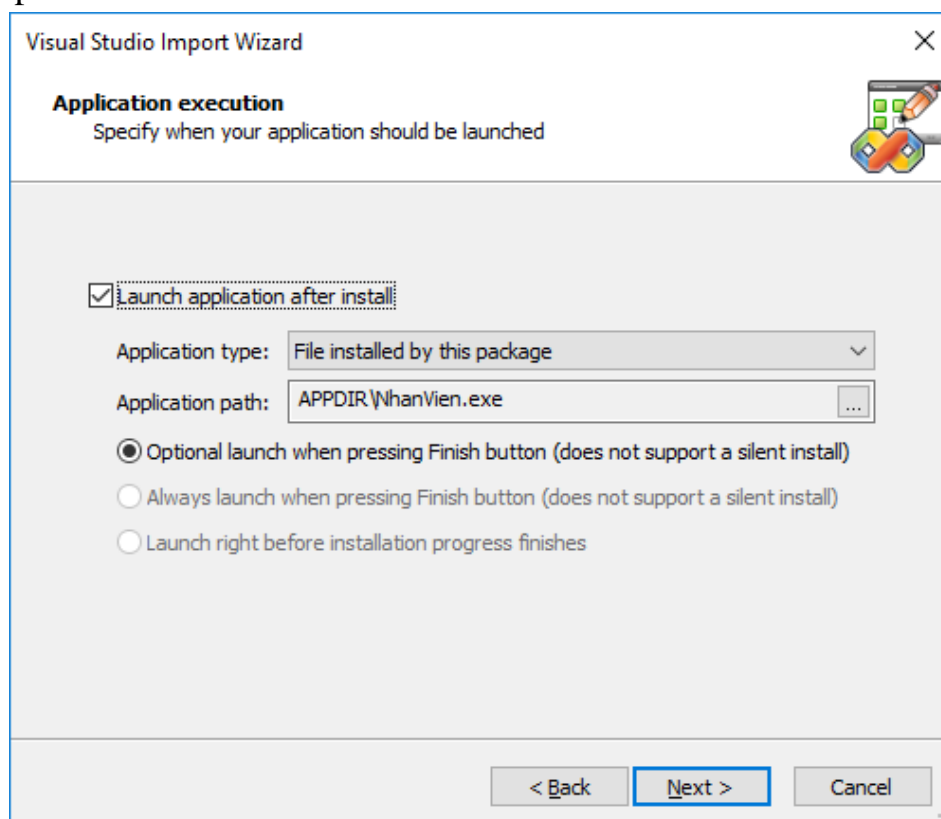 Visual Studio Import Wizard
Application execution
Specify when your application should be launched
Launch application after install
Application type: File installed by this package
Application path: APPDIR\NhanVien.exe ...
Optional launch when pressing Finish button (does not support a silent install)
Always launch when pressing Finish button (does not support a silent install)
Launch right before installation progress finishes
< Back Next > Cancel